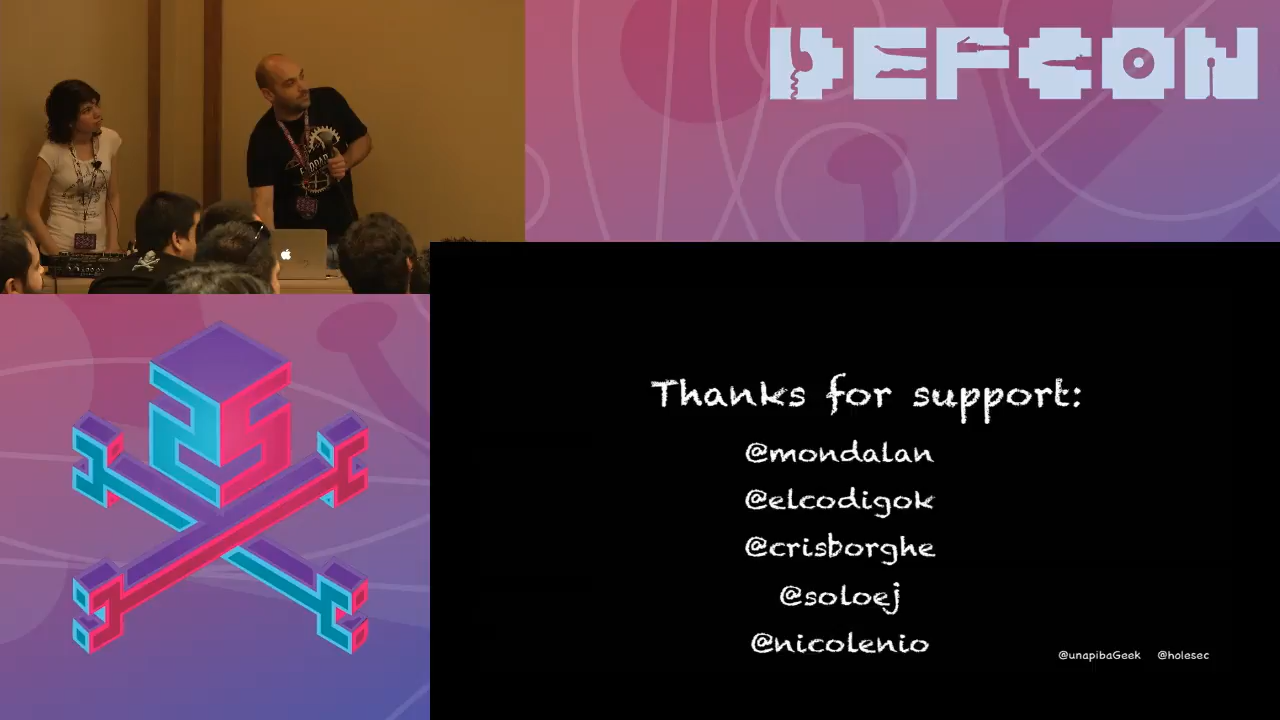 DEFCON
Thanks for support:
@mondalan
@elcodigok
@crisborghe
@soloej
@nicolenio
@unapibaGeek @holesec